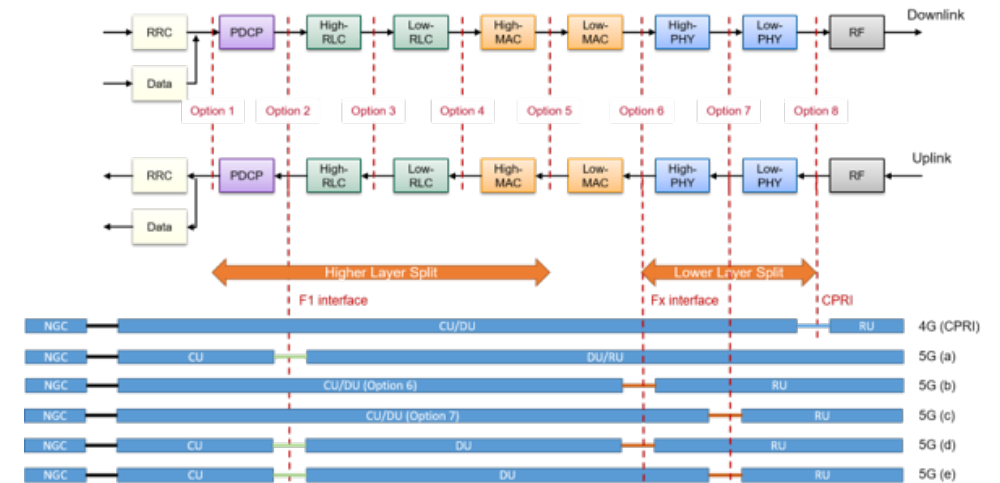 Downlink
RRC
PDCP
High-
RLC
Low-
RLC
High-
MAC
Low-
MAC
High-
PHY
Low-
PHY
RF
Data
Option 1
Option 2
Option 3
Option 4
Option 5
Option 6
Option 7
Option 8
Uplink
RRC
PDCP
High-
RLC
Low-
RLC
High-
MAC
Low-
MAC
High-
PHY
Low-
PHY
RF
Data
Higher Layer Split
Lower Layer Split
F1 interface
Fx interface
CPRI
NGC
CU/DU
RU
4G (CPRI)
NGC
CU
DU/RU
5G (a)
NGC
CU/DU (Option 6)
RU
5G (b)
NGC
CU/DU (Option 7)
RU
5G (c)
NGC
CU
DU
RU
5G (d)
NGC
CU
DU
RU
5G (e)